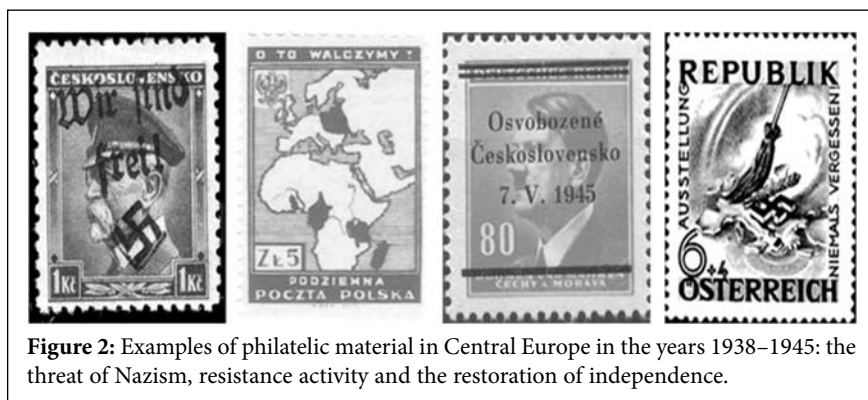 ČESKOSLOVENSKO
Wir sind
frei!
1Kč
1Kč
O TO WALCZYMY!
ZŁ 5
PODZIEMNA
POCZTA POLSKA
DEUTSCHES REICH
Osvobozené
Československo
7. V. 1945
80
ČECHY A MORAVA
REPUBLIK
AUSSTELLUNG
NIEMALS VERGESSEN!
6+4
ÖSTERREICH
Figure 2: Examples of philatelic material in Central Europe in the years 1938–1945: the
threat of Nazism, resistance activity and the restoration of independence.